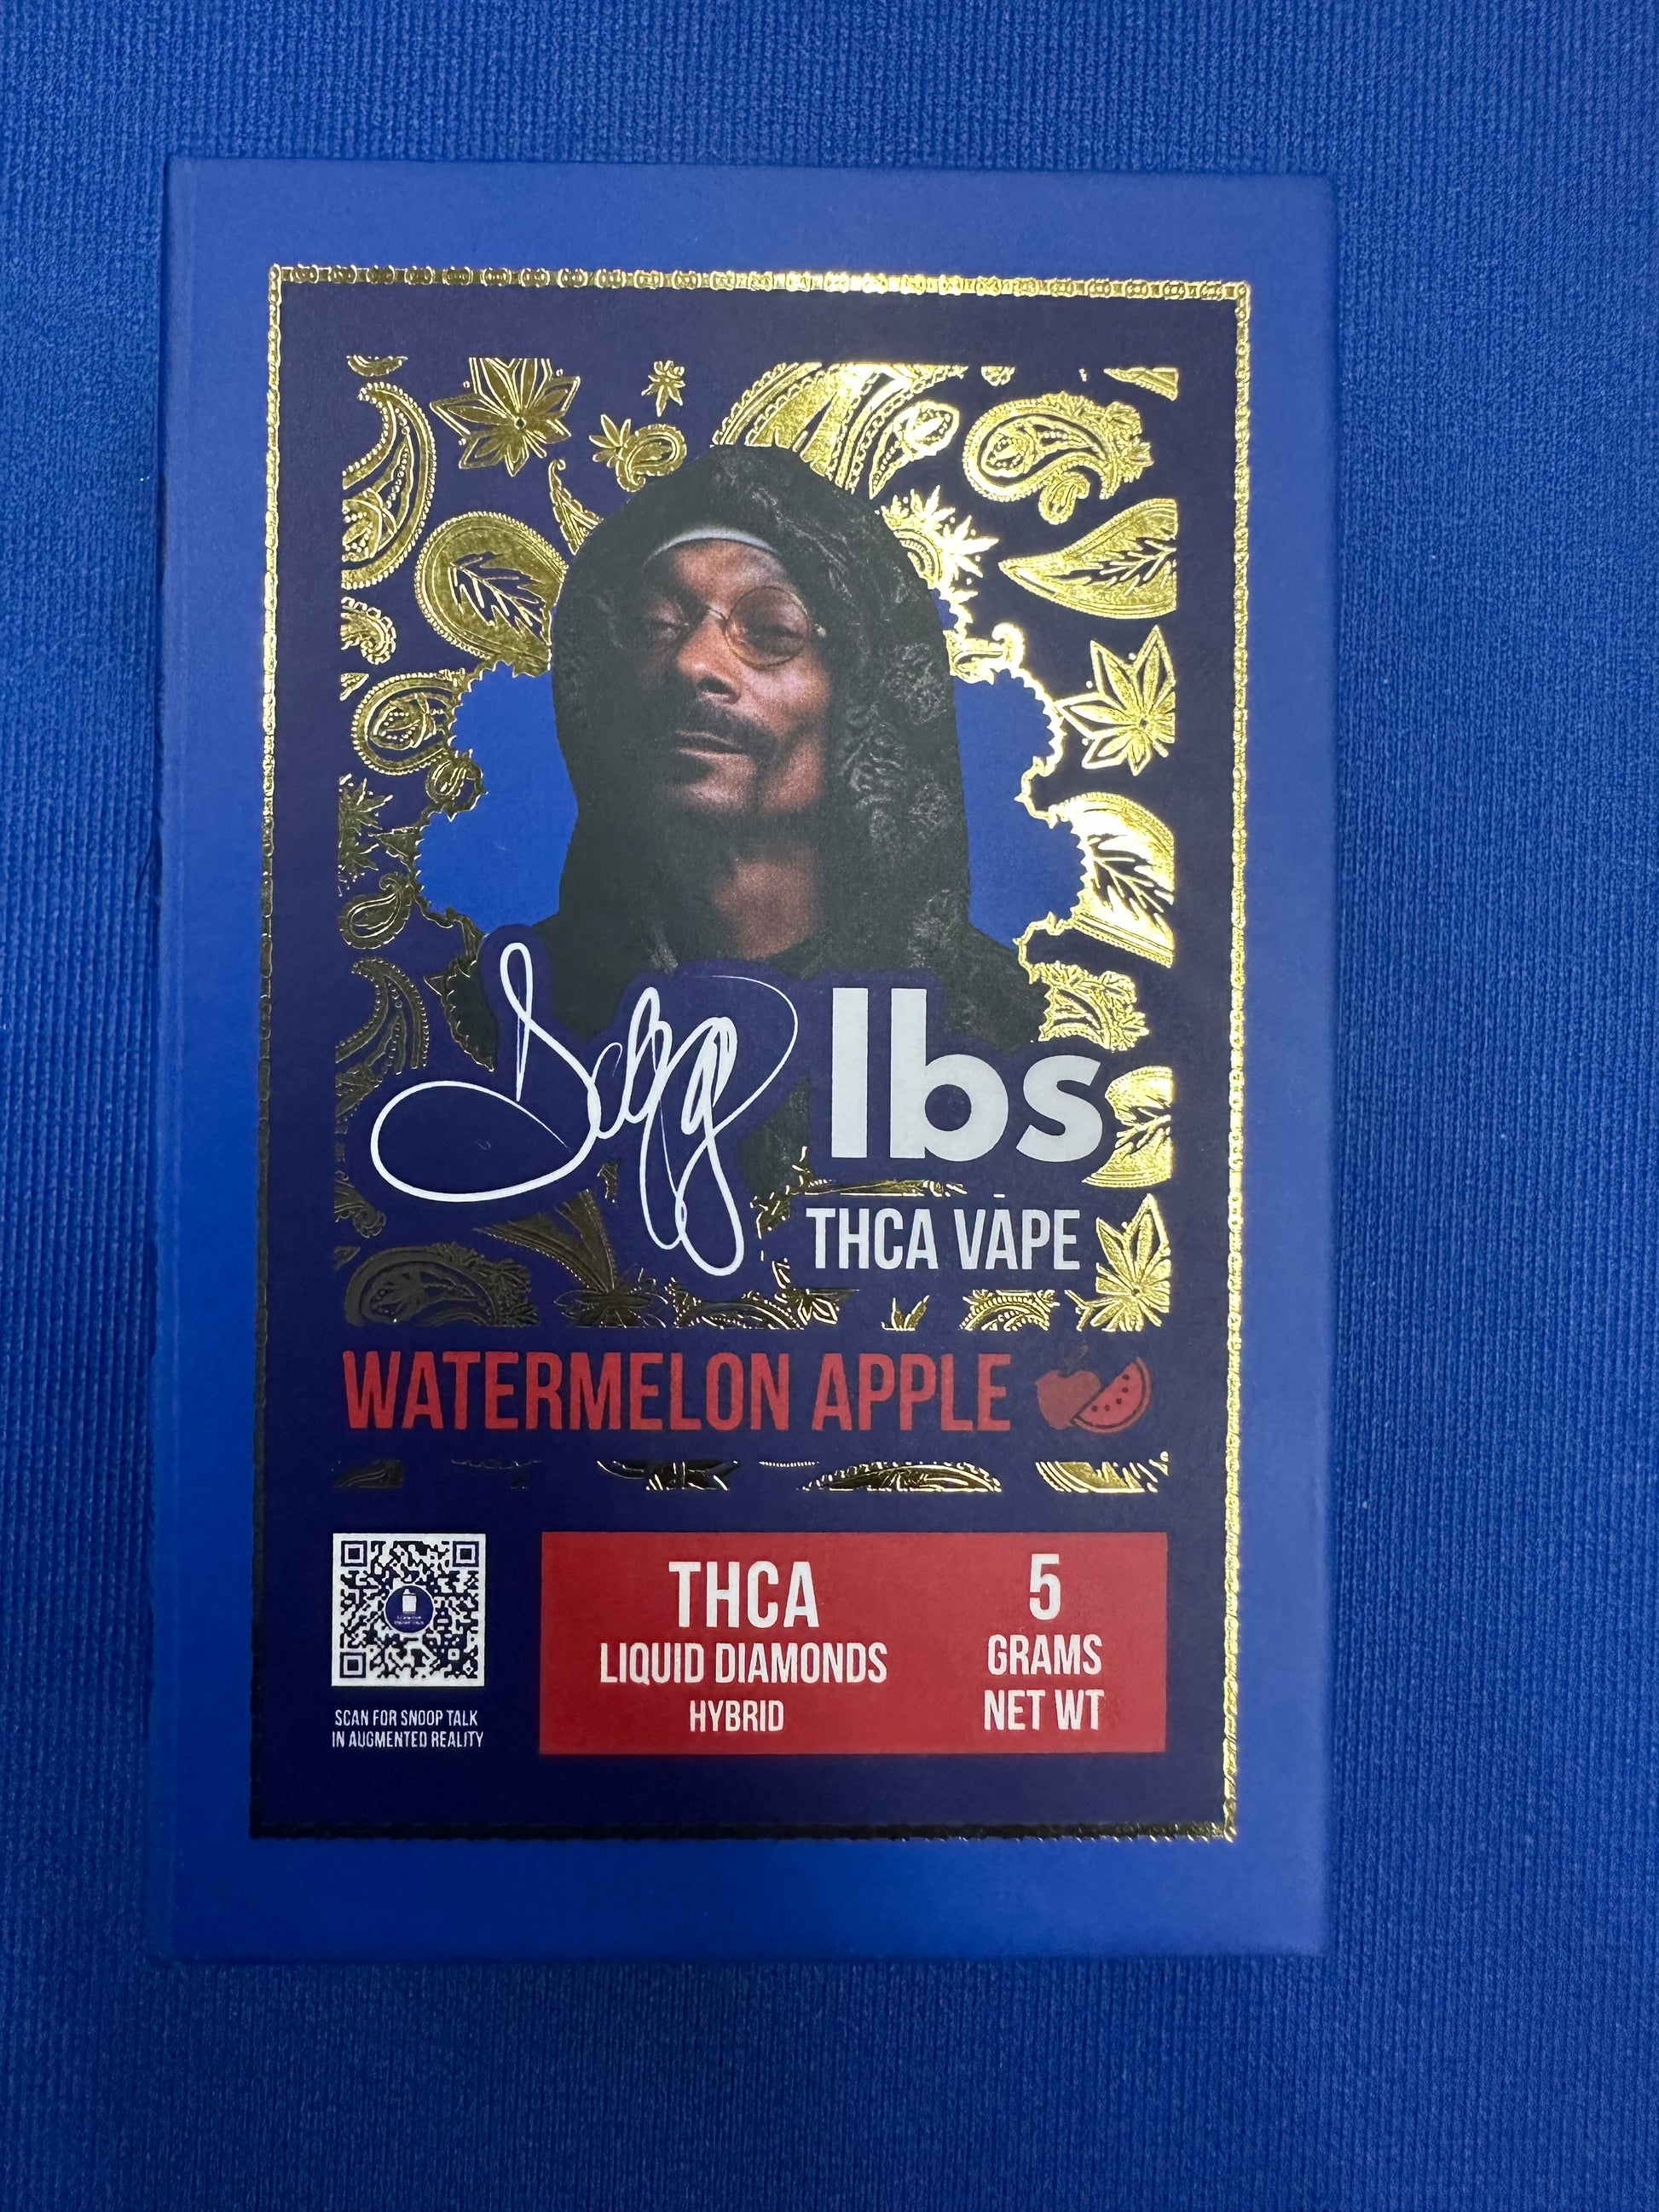 Snoop
lbs
THCA VAPE
WATERMELON APPLE
SCAN FOR SNOOP TALK
IN AUGMENTED REALITY
THCA
LIQUID DIAMONDS
HYBRID
5
GRAMS
NET WT